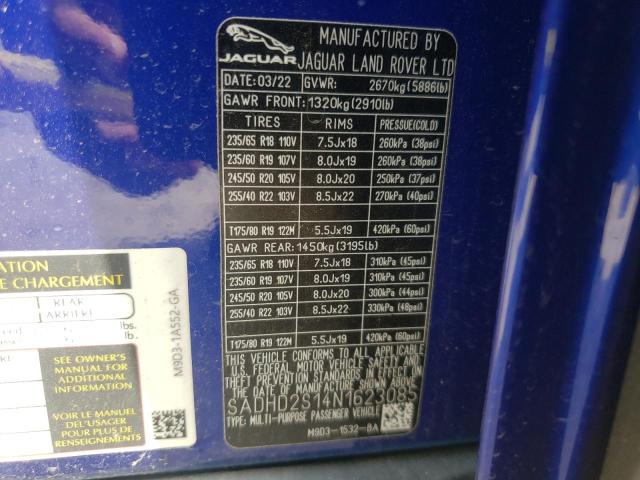 MANUFACTURED BY
JAGUAR JAGUAR LAND ROVER LTD
DATE: 03/22 GVWR: 2670kg (5886lb)
GAWR FRONT: 1320kg (2910lb)
TIRES RIMS PRESSUE(COLD)
235/65 R18 110V 7.5Jx18 260kPa (38psi)
235/60 R19 107V 8.0Jx19 260kPa (38psi)
245/50 R20 105V 8.0Jx20 250kPa (37psi)
255/40 R22 103V 8.5Jx22 270kPa (40psi)
T175/80 R19 122M 5.5Jx19 420kPa (60psi)
GAWR REAR: 1450kg (3195lb)
235/65 R18 110V 7.5Jx18 310kPa (45psi)
235/60 R19 107V 8.0Jx19 310kPa (45psi)
245/50 R20 105V 8.0Jx20 300kPa (44psi)
255/40 R22 103V 8.5Jx22 330kPa (48psi)
T175/80 R19 122M 5.5Jx19 420kPa (60psi)
THIS VEHICLE CONFORMS TO ALL APPLICABLE
FEDERAL MOTOR VEHICLE SAFETY, BUMPER, AND
THEFT PREVENTION STANDARDS IN EFFECT ON
THE DATE OF MANUFACTURE SHOWN ABOVE.
SADHD2S14N1623085
TYPE: MULTI-PURPOSE PASSENGER VEHICLE
M9D3-1532-BA
ATION
E CHARGEMENT
REAR
ARRIERE
lbs.
lb.
SEE OWNER'S
MANUAL FOR
ADDITIONAL
INFORMATION
VOIR LE MANUEL
DEL'USAGER
POUR PLUS DE
RENSEIGNEMENTS
M9D3-1A552-GA